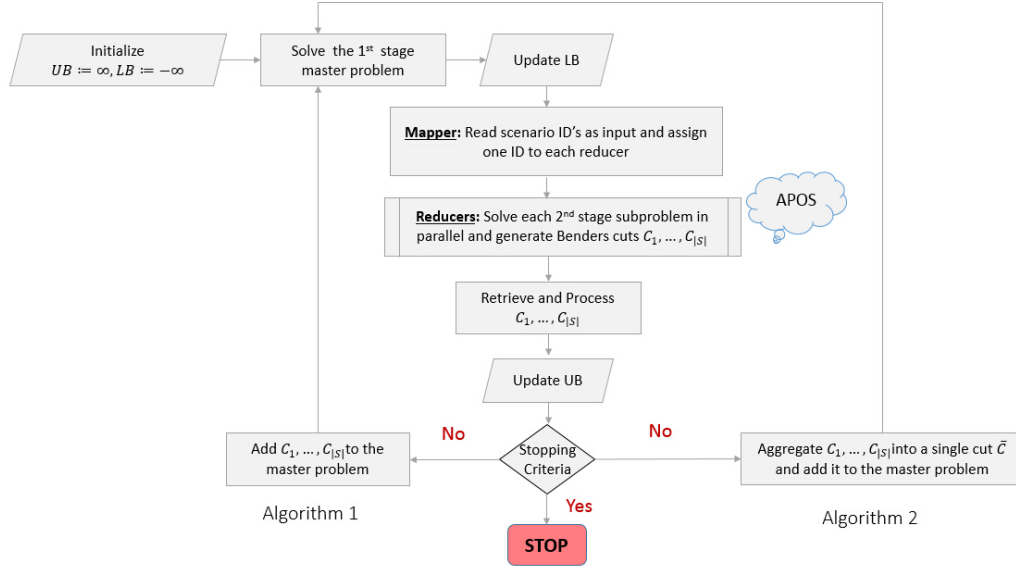 Initialize
UB ≔ ∞, LB ≔ −∞
Solve the 1st stage
master problem
Update LB
Mapper: Read scenario ID's as input and assign
one ID to each reducer
APOS
Reducers: Solve each 2nd stage subproblem in
parallel and generate Benders cuts C₁, … , C|S|
Retrieve and Process
C₁, … , C|S|
Update UB
No
No
Add C₁, … , C|S| to the
master problem
Stopping
Criteria
Aggregate C₁, … , C|S| into a single cut C̄
and add it to the master problem
Algorithm 1
Yes
Algorithm 2
STOP